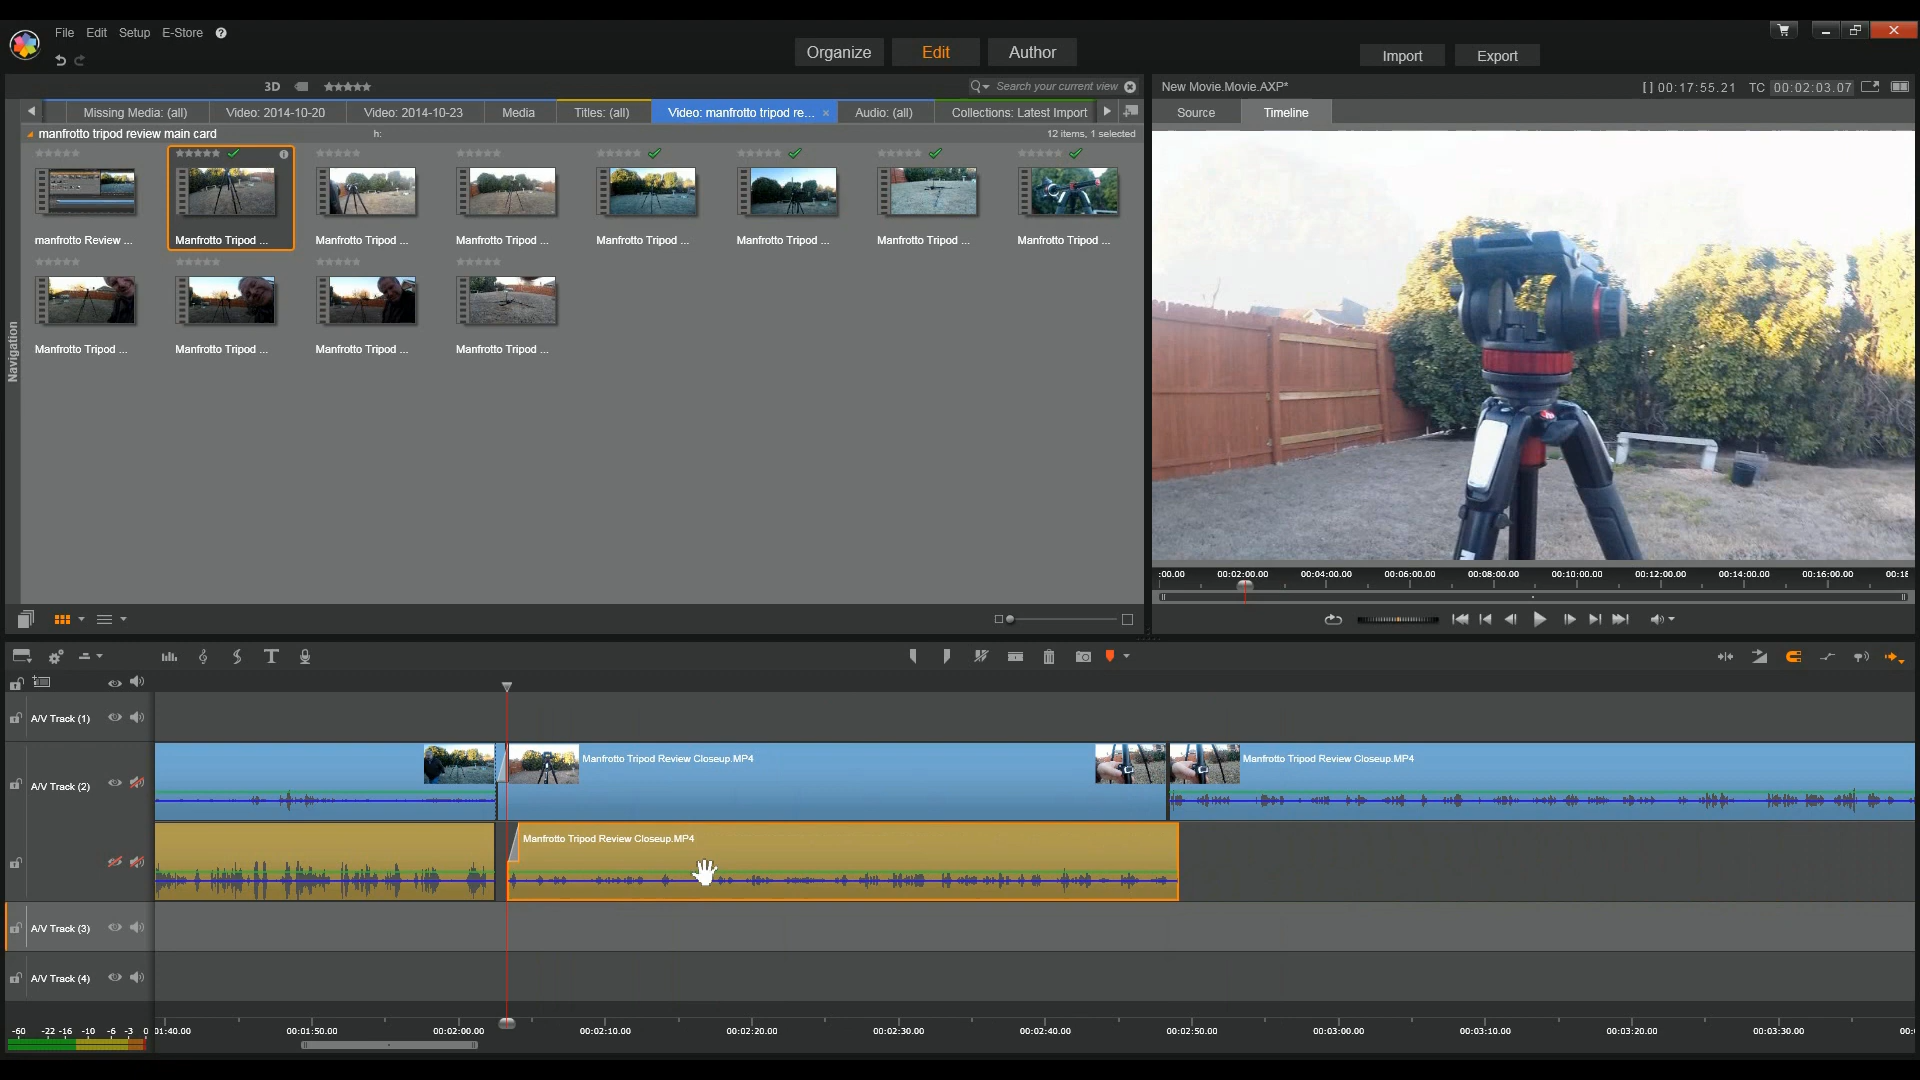 File Edit Setup E-Store ?
Organize Edit Author
Import Export
3D
Search your current view
New Movie.Movie.AXP*
[ ] 00:17:55.21 TC 00:02:03.07
Missing Media: (all) Video: 2014-10-20 Video: 2014-10-23 Media Titles: (all) Video: manfrotto tripod re... × Audio: (all) Collections: Latest Import
Source Timeline
manfrotto tripod review main card h: 12 items, 1 selected
manfrotto Review ... Manfrotto Tripod ... Manfrotto Tripod ... Manfrotto Tripod ... Manfrotto Tripod ... Manfrotto Tripod ... Manfrotto Tripod ... Manfrotto Tripod ...
Manfrotto Tripod ... Manfrotto Tripod ... Manfrotto Tripod ... Manfrotto Tripod ...
Navigation
:00.00 00:02:00.00 00:04:00.00 00:06:00.00 00:08:00.00 00:10:00.00 00:12:00.00 00:14:00.00 00:16:00.00 00:18
A/V Track (1)
A/V Track (2)
Manfrotto Tripod Review Closeup.MP4
Manfrotto Tripod Review Closeup.MP4
Manfrotto Tripod Review Closeup.MP4
A/V Track (3)
A/V Track (4)
-60 -22 -16 -10 -6 -3 0
01:40.00 00:01:50.00 00:02:00.00 00:02:10.00 00:02:20.00 00:02:30.00 00:02:40.00 00:02:50.00 00:03:00.00 00:03:10.00 00:03:20.00 00:03:30.00 00: